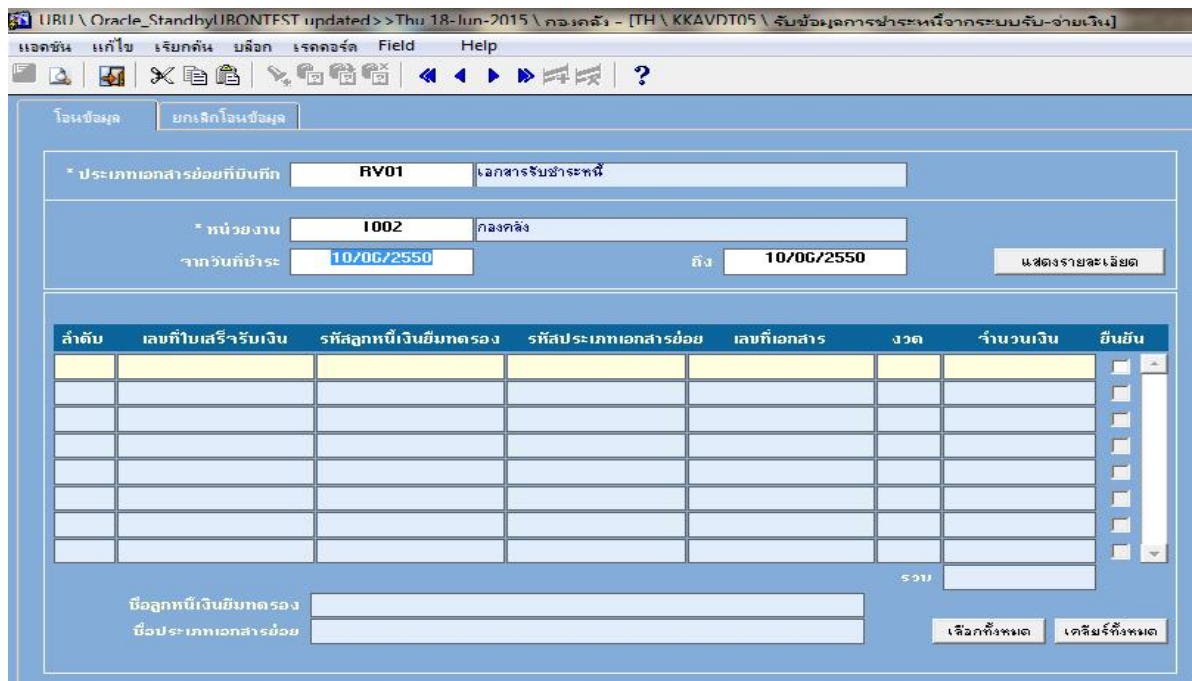 UBU \ Oracle_StandbyUBONTEST updated>>Thu 18-Jun-2015 \ กองคลัง - [TH \ KKAVDT05 \ รับข้อมูลการชำระหนี้จากระบบรับ-จ่ายเงิน]
แอคชัน แก้ไข เรียกค้น บล็อก เรคคอร์ด Field Help
โอนข้อมูล ยกเลิกโอนข้อมูล
* ประเภทเอกสารย่อยที่บันทึก RV01 เอกสารรับชำระหนี้
* หน่วยงาน 1002 กองคลัง
จากวันที่ชำระ 10/06/2550 ถึง 10/06/2550 แสดงรายละเอียด
ลำดับ เลขที่ใบเสร็จรับเงิน รหัสลูกหนี้เงินยืมทดรอง รหัสประเภทเอกสารย่อย เลขที่เอกสาร งวด จำนวนเงิน ยืนยัน
รวม
ชื่อลูกหนี้เงินยืมทดรอง
ชื่อประเภทเอกสารย่อย เลือกทั้งหมด เคลียร์ทั้งหมด